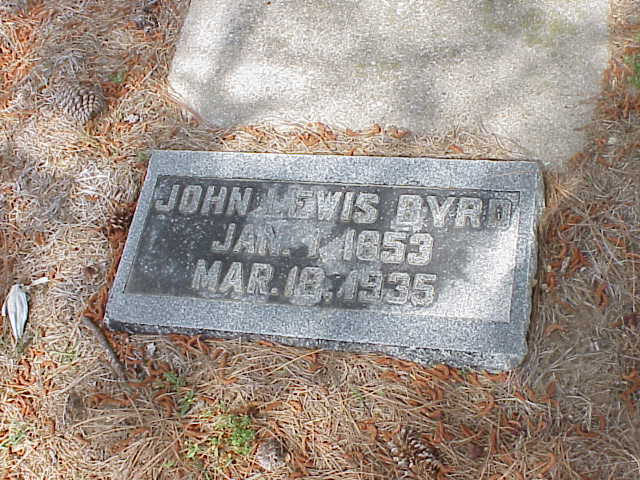 JOHN LEWIS BYRD
JAN. 1, 1853
MAR. 18, 1935